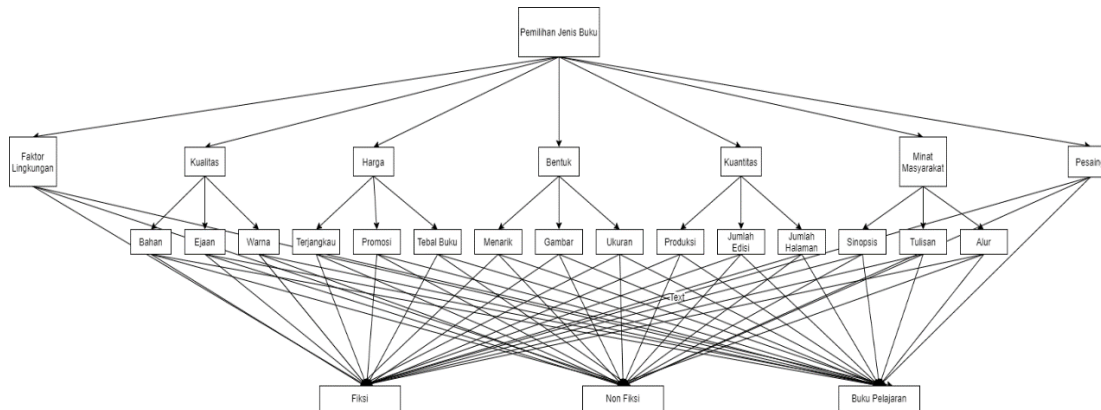 Pemilihan Jenis Buku
Faktor
Lingkungan
Kualitas
Harga
Bentuk
Kuantitas
Minat
Masyarakat
Pesaing
Bahan
Ejaan
Warna
Terjangkau
Promosi
Tebal Buku
Menarik
Gambar
Ukuran
Produksi
Jumlah
Edisi
Jumlah
Halaman
Sinopsis
Tulisan
Alur
Text
Fiksi
Non Fiksi
Buku Pelajaran